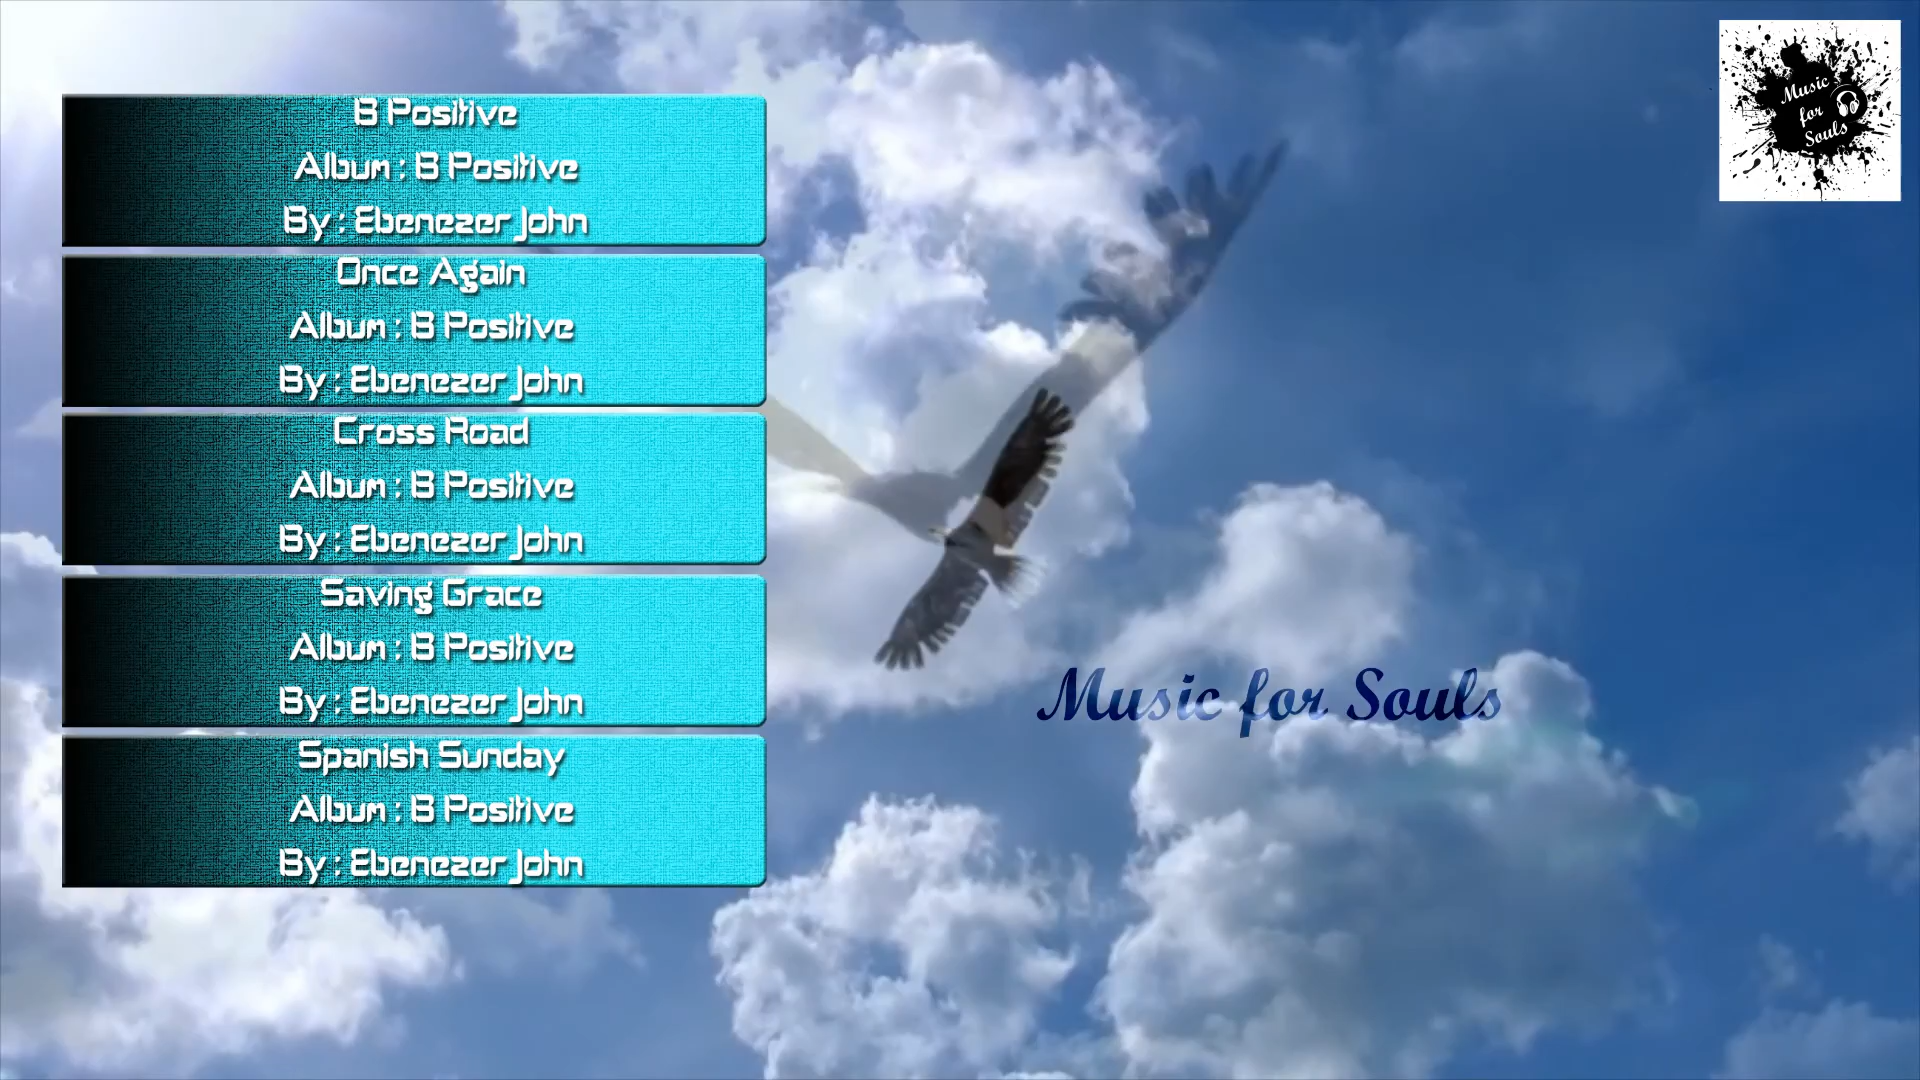 B Positive
Album : B Positive
By : Ebenezer John
Once Again
Album : B Positive
By : Ebenezer John
Cross Road
Album : B Positive
By : Ebenezer John
Saving Grace
Album : B Positive
By : Ebenezer John
Spanish Sunday
Album : B Positive
By : Ebenezer John
Music for Souls
Music
for
Souls